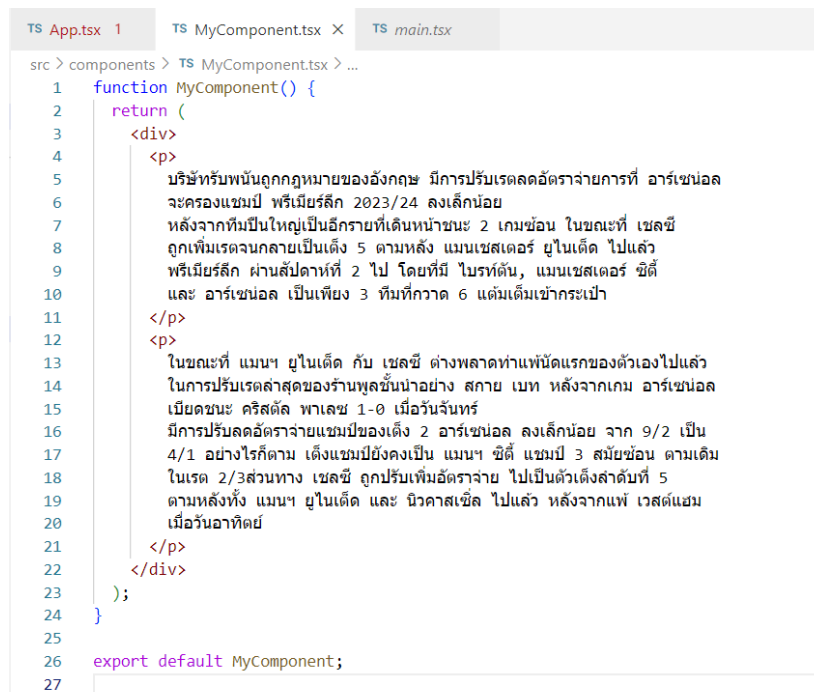 TS App.tsx 1 TS MyComponent.tsx × TS main.tsx
src > components > TS MyComponent.tsx > ...
1 function MyComponent() {
2 return (
3 <div>
4 <p>
5 บริษัทรับพนันถูกกฎหมายของอังกฤษ มีการปรับเรตลดอัตราจ่ายการที่ อาร์เซน่อล
6 จะครองแชมป์ พรีเมียร์ลีก 2023/24 ลงเล็กน้อย
7 หลังจากทีมปืนใหญ่เป็นอีกรายที่เดินหน้าชนะ 2 เกมซ้อน ในขณะที่ เชลซี
8 ถูกเพิ่มเรตจนกลายเป็นเต็ง 5 ตามหลัง แมนเชสเตอร์ ยูไนเต็ด ไปแล้ว
9 พรีเมียร์ลีก ผ่านสัปดาห์ที่ 2 ไป โดยที่มี ไบรท์ตัน, แมนเชสเตอร์ ซิตี้
10 และ อาร์เซน่อล เป็นเพียง 3 ทีมที่กวาด 6 แต้มเต็มเข้ากระเป๋า
11 </p>
12 <p>
13 ในขณะที่ แมนฯ ยูไนเต็ด กับ เชลซี ต่างพลาดท่าแพ้นัดแรกของตัวเองไปแล้ว
14 ในการปรับเรตล่าสุดของร้านพูลชั้นนำอย่าง สกาย เบท หลังจากเกม อาร์เซน่อล
15 เบียดชนะ คริสตัล พาเลซ 1-0 เมื่อวันจันทร์
16 มีการปรับลดอัตราจ่ายแชมป์ของเต็ง 2 อาร์เซน่อล ลงเล็กน้อย จาก 9/2 เป็น
17 4/1 อย่างไรก็ตาม เต็งแชมป์ยังคงเป็น แมนฯ ซิตี้ แชมป์ 3 สมัยซ้อน ตามเดิม
18 ในเรต 2/3ส่วนทาง เชลซี ถูกปรับเพิ่มอัตราจ่าย ไปเป็นตัวเต็งลำดับที่ 5
19 ตามหลังทั้ง แมนฯ ยูไนเต็ด และ นิวคาสเซิ่ล ไปแล้ว หลังจากแพ้ เวสต์แฮม
20 เมื่อวันอาทิตย์
21 </p>
22 </div>
23 );
24 }
25
26 export default MyComponent;
27